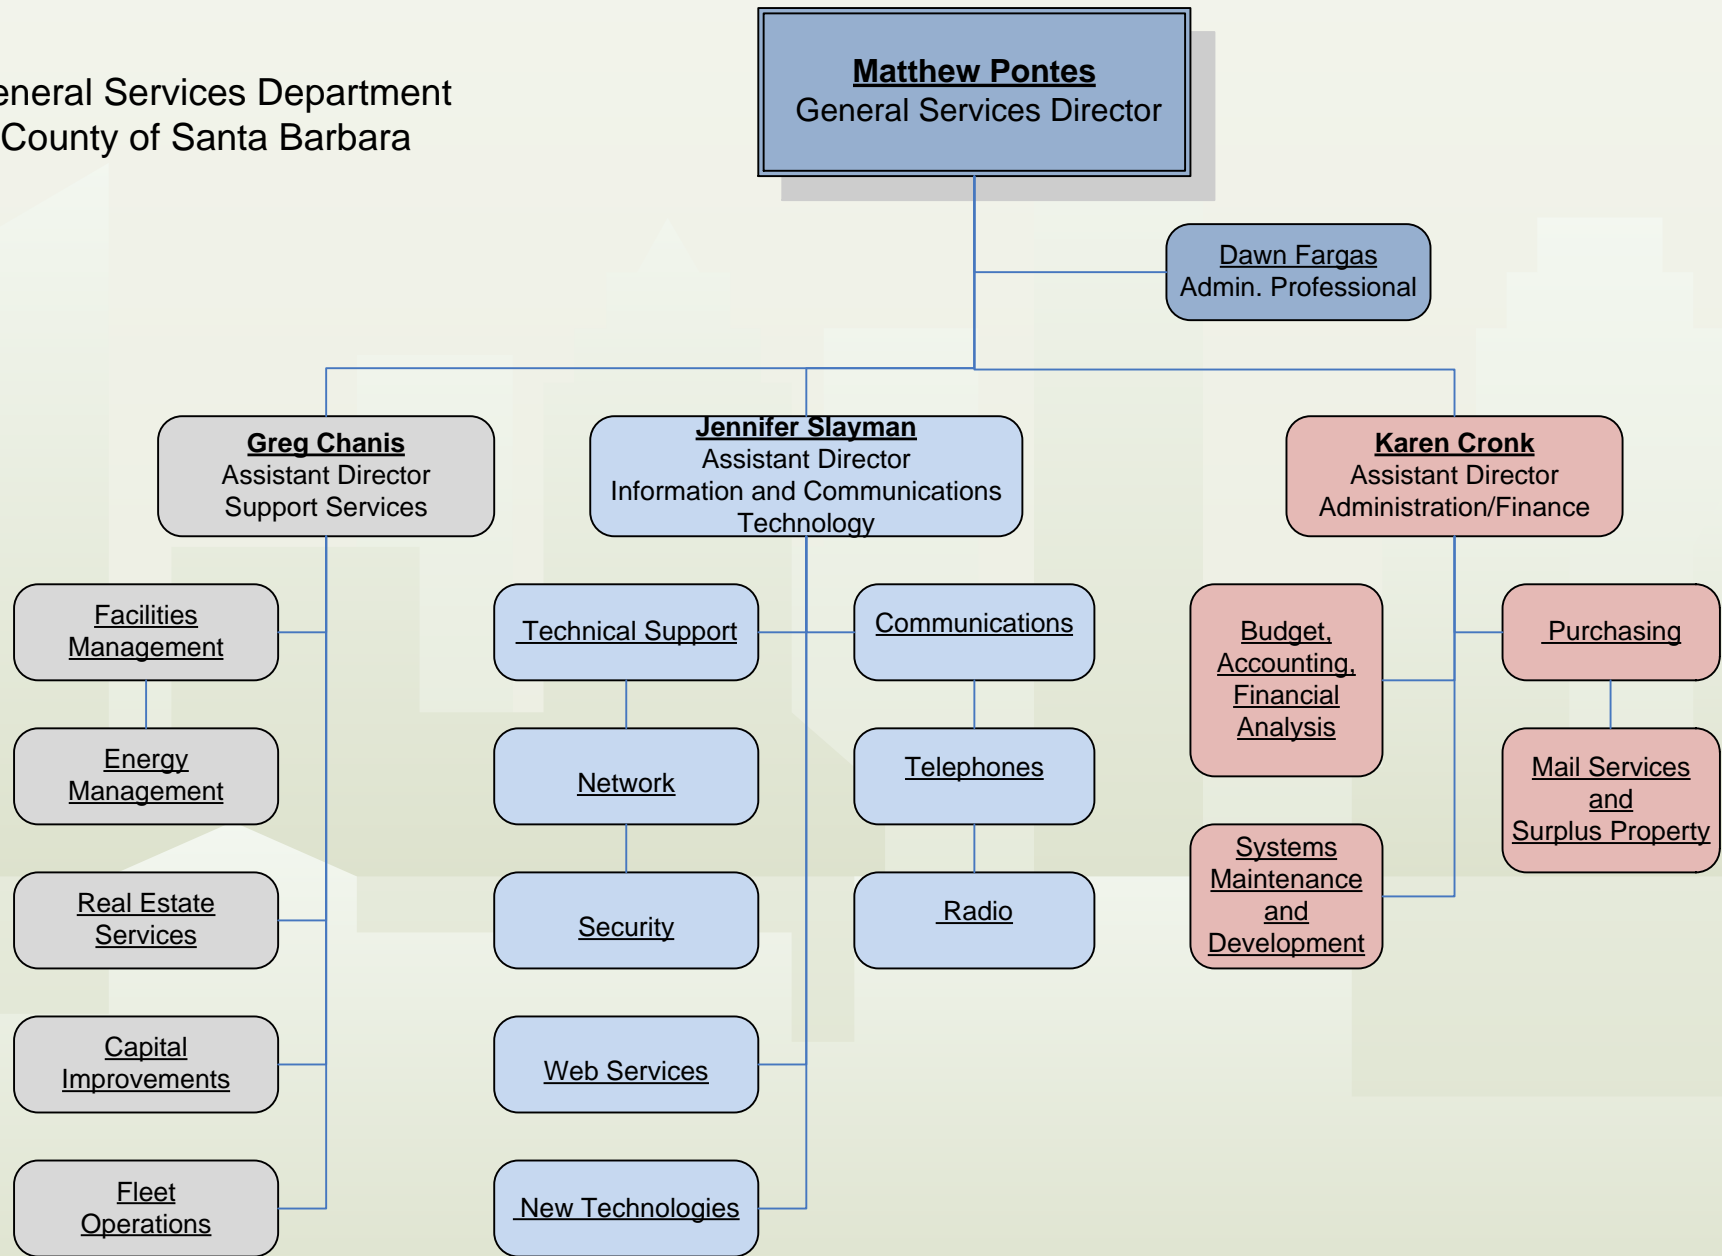 eneral Services Department
County of Santa Barbara
Matthew Pontes
General Services Director
Dawn Fargas
Admin. Professional
Greg Chanis
Assistant Director
Support Services
Jennifer Slayman
Assistant Director
Information and Communications
Technology
Karen Cronk
Assistant Director
Administration/Finance
Facilities
Management
Energy
Management
Real Estate
Services
Capital
Improvements
Fleet
Operations
Technical Support
Network
Security
Web Services
New Technologies
Communications
Telephones
Radio
Budget,
Accounting,
Financial
Analysis
Systems
Maintenance
and
Development
Purchasing
Mail Services
and
Surplus Property